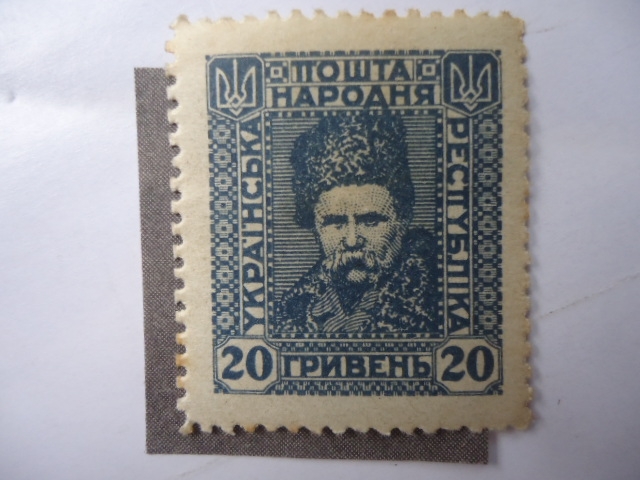 ПОШТА
УКРАЇНСЬКА
НАРОДНЯ
РЕСПУБЛІКА
20 ГРИВЕНЬ 20